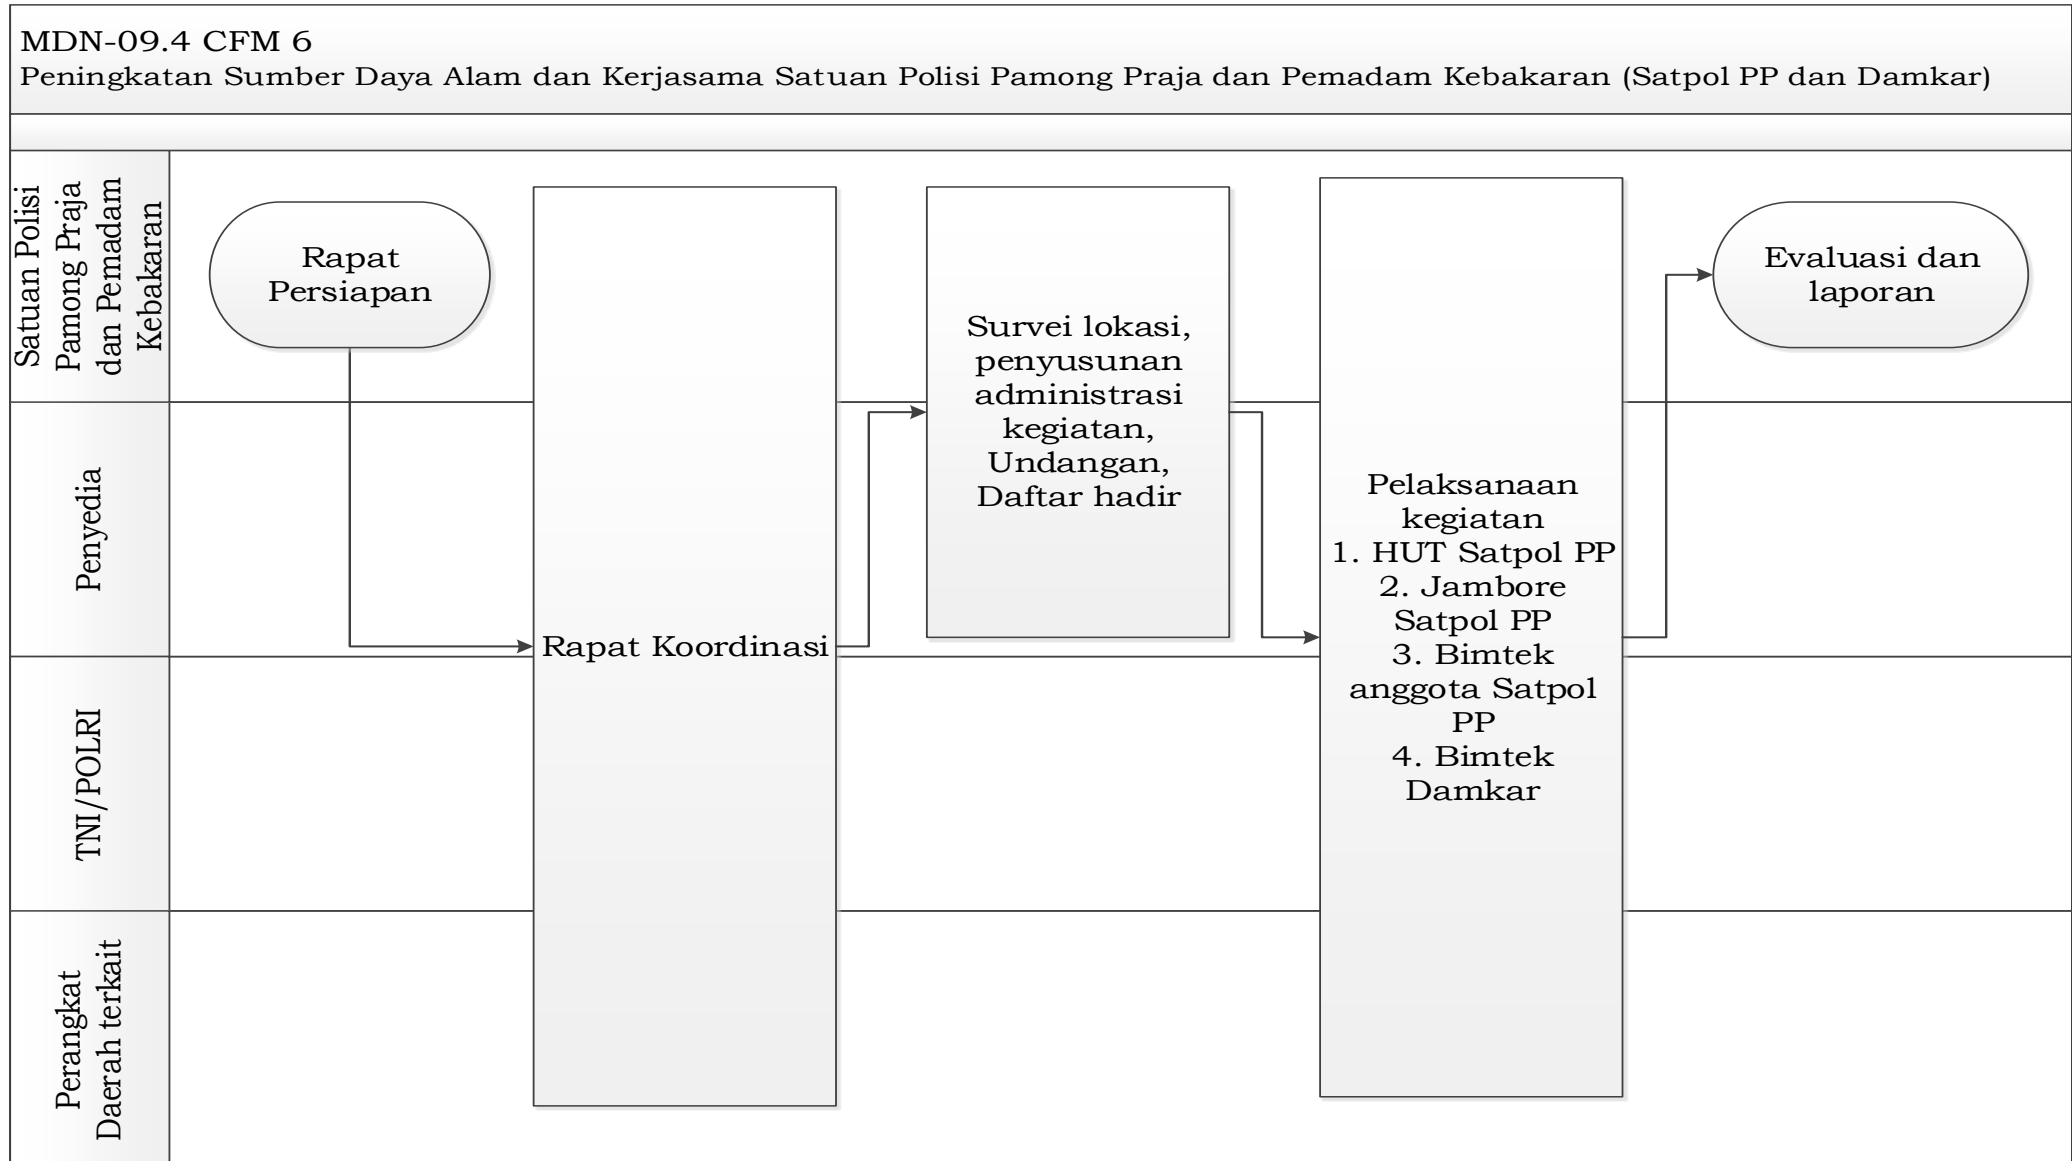 MDN-09.4 CFM 6
Peningkatan Sumber Daya Alam dan Kerjasama Satuan Polisi Pamong Praja dan Pemadam Kebakaran (Satpol PP dan Damkar)
Satuan Polisi
Pamong Praja
dan Pemadam
Kebakaran
Rapat
Persiapan
Rapat Koordinasi
Survei lokasi,
penyusunan
administrasi
kegiatan,
Undangan,
Daftar hadir
Pelaksanaan
kegiatan
1. HUT Satpol PP
2. Jambore
Satpol PP
3. Bimtek
anggota Satpol
PP
4. Bimtek
Damkar
Evaluasi dan
laporan
Penyedia
TNI/POLRI
Perangkat
Daerah terkait